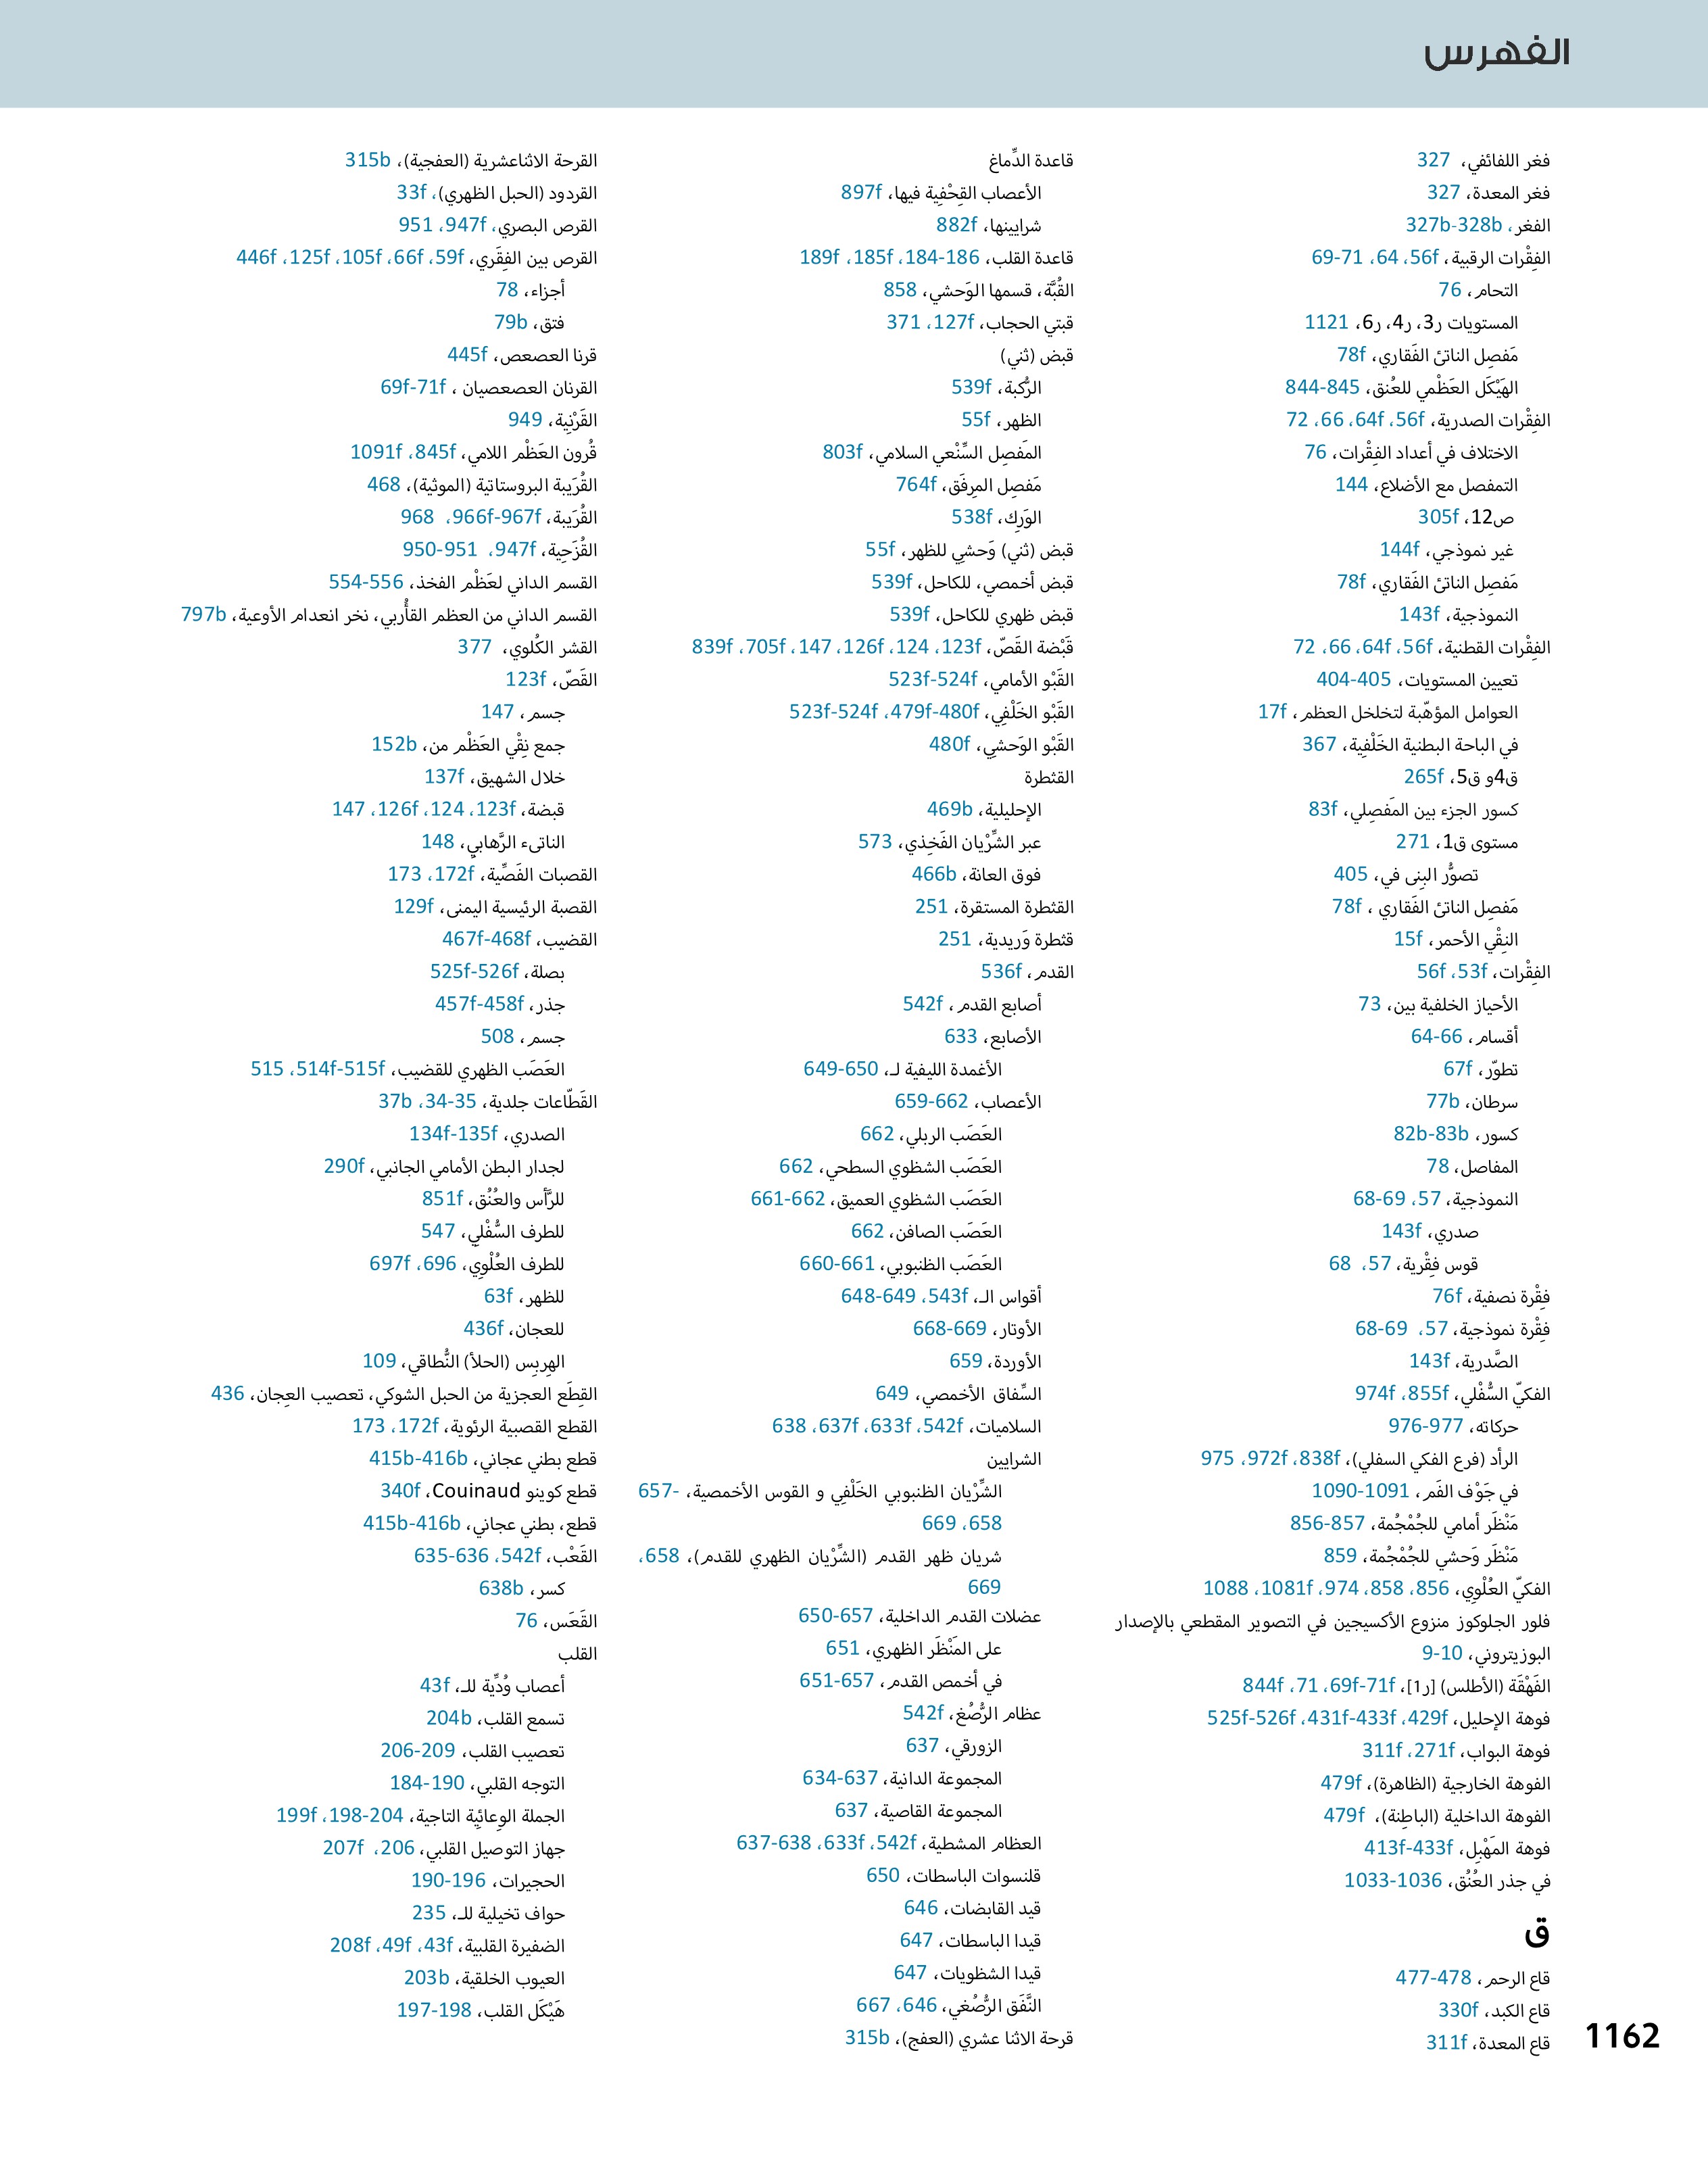 الفهرس
فغر اللفائفي، 327
فغر المعدة، 327
الفغر، 327b-328b
الفِقْرات الرقبية، 56f، 64، 69-71
التحام، 76
المستويات ر3، ر4، ر6، 1121
مَفصِل الناتئ الفَقاري، 78f
الهَيْكَل العَظْمي للعُنق، 844-845
الفِقْرات الصدرية، 56f، 64f، 66، 72
الاختلاف في أعداد الفِقْرات، 76
التمفصل مع الأضلاع، 144
ص12، 305f
غير نموذجي، 144f
مَفصِل الناتئ الفَقاري، 78f
النموذجية، 143f
الفِقْرات القطنية، 56f، 64f، 66، 72
تعيين المستويات، 404-405
العوامل المؤهّبة لتخلخل العظم، 17f
في الباحة البطنية الخَلْفِية، 367
ق4و ق5، 265f
كسور الجزء بين المَفصِلي، 83f
مستوى ق1، 271
تصوُّر البِنى في، 405
مَفصِل الناتئ الفَقاري ، 78f
النِقْي الأحمر، 15f
الفِقْرات، 53f، 56f
الأحياز الخلفية بين، 73
أقسام، 64-66
تطوّر، 67f
سرطان، 77b
كسور، 82b-83b
المفاصل، 78
النموذجية، 57، 68-69
صدري، 143f
قوس فِقْرية، 57، 68
فِقْرة نصفية، 76f
فِقْرة نموذجية، 57، 68-69
الصَّدرية، 143f
الفكيّ السُّفْلي، 855f، 974f
حركاته، 976-977
الرأد (فرع الفكي السفلي)، 838f، 972f، 975
في جَوْف الفَم، 1090-1091
مَنْظَر أمامي للجُمْجُمة، 856-857
مَنْظَر وَحشي للجُمْجُمة، 859
الفكيّ العُلْوِي، 856، 858، 974، 1081f، 1088
فلور الجلوكوز منزوع الأكسيجين في التصوير المقطعي بالإصدار
البوزيتروني، 9-10
الفَهْقَة (الأطلس) [ر1]، 69f-71f، 71، 844f
فوهة الإحليل، 429f، 431f-433f، 525f-526f
فوهة البواب، 271f، 311f
الفوهة الخارجية (الظاهرة)، 479f
الفوهة الداخلية (الباطِنة)، 479f
فوهة المَهْبِل، 413f-433f
في جذر العُنُق، 1033-1036
ق
قاع الرحم، 477-478
قاع الكبد، 330f
قاع المعدة، 311f
قاعدة الدِّماغ
الأعصاب القِحْفِية فيها، 897f
شرايينها، 882f
قاعدة القلب، 184-186، 185f، 189f
القُبَّة، قسمها الوَحشي، 858
قبتي الحجاب، 127f، 371
قبض (ثني)
الرُّكبة، 539f
الظهر، 55f
المَفصِل السِّنْعي السلامي، 803f
مَفصِل المِرفَق، 764f
الوَرِك، 538f
قبض (ثني) وَحشيِ للظهر، 55f
قبض أخمصي، للكاحل، 539f
قبض ظهري للكاحل، 539f
قَبْضة القَصّ، 123f، 124، 126f، 147، 705f، 839f
القَبْو الأمامي، 523f-524f
القَبْو الخَلْفِي، 479f-480f، 523f-524f
القَبْو الوَحشيِ، 480f
القثطرة
الإحليلية، 469b
عبر الشِّرْيان الفَخِذي، 573
فوق العانة، 466b
القثطرة المستقرة، 251
قثطرة وَريدية، 251
القدم، 536f
أصابع القدم، 542f
الأصابع، 633
الأغمدة الليفية لـ، 649-650
الأعصاب، 659-662
العَصَب الربلي، 662
العَصَب الشظوي السطحي، 662
العَصَب الشظوي العميق، 661-662
العَصَب الصافن، 662
العَصَب الظنبوبي، 660-661
أقواس الـ، 543f، 648-649
الأوتار، 668-669
الأوردة، 659
السِّفاق الأخمصي، 649
السلاميات، 542f، 633f، 637f، 638
الشرايين
الشِّرْيان الظنبوبي الخَلْفِي و القوس الأخمصية، 657-
658، 669
شريان ظهر القدم (الشِّرْيان الظهري للقدم)، 658،
669
عضلات القدم الداخلية، 650-657
على المَنْظَر الظهري، 651
في أخمص القدم، 651-657
عظام الرُّصُغ، 542f
الزورقي، 637
المجموعة الدانية، 634-637
المجموعة القاصية، 637
العظام المشطية، 542f، 633f، 637-638
قلنسوات الباسطات، 650
قيد القابضات، 646
قيدا الباسطات، 647
قيدا الشظويات، 647
النَّفَق الرُّصُغي، 646، 667
قرحة الاثنا عشري (العفج)، 315b
القرحة الاثناعشرية (العفجية)، 315b
القردود (الحبل الظهري)، 33f
القرص البصري، 947f، 951
القرص بين الفِقَري، 59f، 66f، 105f، 125f، 446f
أجزاء، 78
فتق، 79b
قرنا العصعص، 445f
القرنان العصعصيان ، 69f-71f
القَرْنِية، 949
قُرون العَظْم اللامي، 845f، 1091f
القُرَيبة البروستاتية (الموثية)، 468
القُرَيبة، 966f-967f، 968
القُزَحِية، 947f، 950-951
القسم الداني لعَظْم الفخذ، 554-556
القسم الداني من العظم القأْربي، نخر انعدام الأوعية، 797b
القشر الكُلوي، 377
القَصّ، 123f
جسم، 147
جمع نِقْي العَظْم من، 152b
خلال الشهيق، 137f
قبضة، 123f، 124، 126f، 147
الناتىء الرَّهابيِ، 148
القصبات الفَصِّية، 172f، 173
القصبة الرئيسية اليمنى، 129f
القضيب، 467f-468f
بصلة، 525f-526f
جذر، 457f-458f
جسم، 508
العَصَب الظهري للقضيب، 514f-515f، 515
القَطّاعات جلدية، 34-35، 37b
الصدري، 134f-135f
لجدار البطن الأمامي الجانبي، 290f
للرَّأس والعُنُق، 851f
للطرف السُّفْلي، 547
للطرف العُلْوِي، 696، 697f
للظهر، 63f
للعجان، 436f
الهِربِس (الحلأ) النُّطاقي، 109
القِطَع العجزية من الحبل الشوكي، تعصيب العِجان، 436
القطع القصبية الرئوية، 172f، 173
قطع بطني عجاني، 415b-416b
قطع كوينو Couinaud، 340f
قطع، بطني عجاني، 415b-416b
القَعْب، 542f، 635-636
كسر، 638b
القَعَس، 76
القلب
أعصاب وُدِّية للـ، 43f
تسمع القلب، 204b
تعصيب القلب، 206-209
التوجه القلبي، 184-190
الجملة الوِعائِية التاجية، 198-204، 199f
جهاز التوصيل القلبي، 206، 207f
الحجيرات، 190-196
حواف تخيلية للـ، 235
الضفيرة القلبية، 43f، 49f، 208f
العيوب الخلقية، 203b
هَيْكَل القلب، 197-198
1162